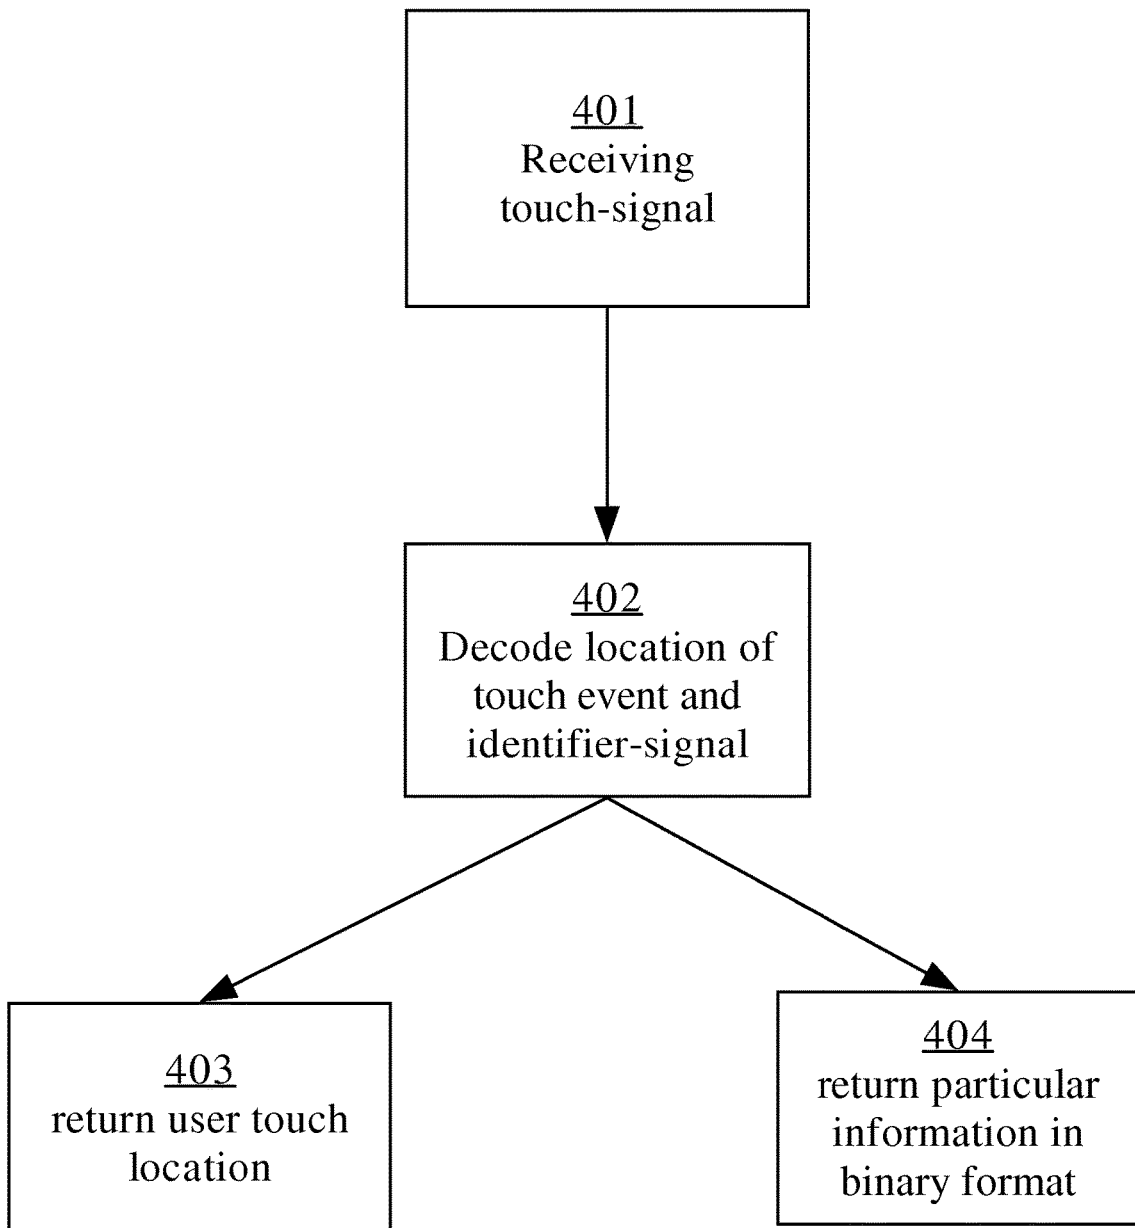 401
Receiving
touch-signal
402
Decode location of
touch event and
identifier-signal
403
return user touch
location
404
return particular
information in
binary format